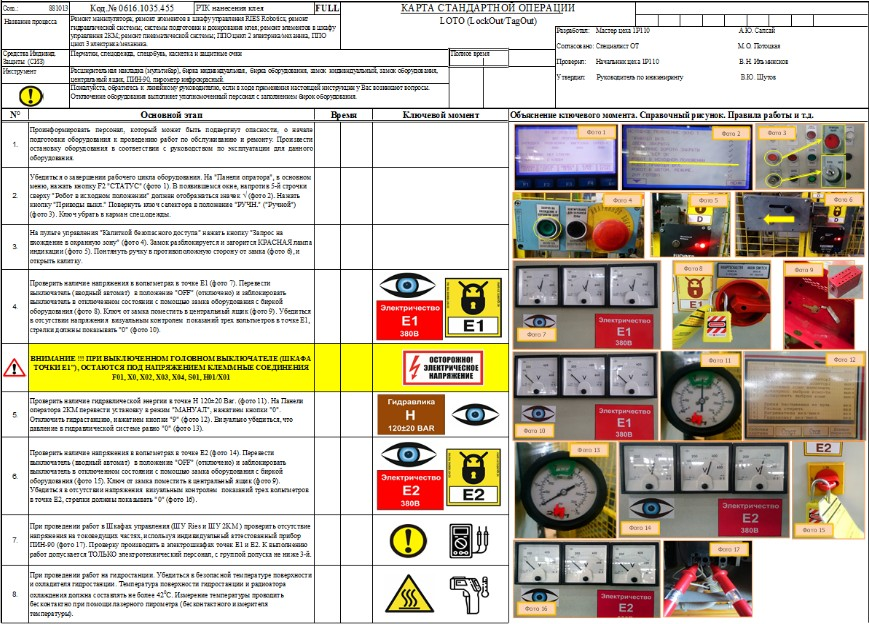 Соп.: 881013
Код.№ 0616.1035.455
РТК нанесения клея
FULL
КАРТА СТАНДАРТНОЙ ОПЕРАЦИИ
LOTO (LockOut/TagOut)
Название процесса
Ремонт манипулятора, ремонт элементов в шкафу управления RIES Robotics, ремонт
гидравлической системы; системы подготовки и дозирования клея, ремонт элементов в шкафу
управления 2КМ; ремонт пневматической системы; ППО цикл 2 электрика/механика, ППО
цикл 3 электрика/механика.
Разработал: Мастер цеха 1Р110
Согласовано: Специалист ОТ
М.О. Потоцкая
Проверил: Начальник цеха 1Р110
Утвердил: Руководитель по инжинирингу
В.Ю. Шутов
Средства Индивид. Защиты (СИЗ)
Перчатки, спецодежда, спецобувь, каскетка и защитные очки
Полное время
Инструмент
Расширительная накладка (мультибир), бирка индивидуальная, бирка оборудования, замок индивидуальный, замок оборудования,
центральный ящик, ПИН-90, пирометр инфракрасный.
Пожалуйста, обратитесь к линейному руководителю, если в ходе применения настоящей инструкции у Вас возникают вопросы.
Отключение оборудования выполняет уполномоченный персонал с заполнением бирок оборудования.
N°
Основной этап
Время
Ключевой момент
Объяснение ключевого момента. Справочный рисунок. Правила работы и т.д.
1.
Проинформировать персонал, который может быть подвергнут опасности, о начале
подготовки оборудования к проведению работ по обслуживанию и ремонту. Произвести
остановку оборудования в соответствии с руководством по эксплуатации для данного
оборудования.
2.
Убедиться о завершении рабочего цикла оборудования. На "Панели опратора", в основном
меню, нажать кнопку F2 "СТАТУС" (фото 1). В появившемся окне, напротив 5-й строчки
сверху "Робот в исходном положении" должен отобразиться значек √ (фото 2). Нажать
кнопку "Приводы выкл." Повернуть ключ селектора в положение "РУЧН." ("Ручной")
(фото 3). Ключ убрать в карман спецодежды.
3.
На пульте управления "Калиткой безопасного доступа" нажать кнопку "Запрос на
вхождение в охранную зону" (фото 4). Замок разблокируется и загорится КРАСНАЯ лампа
индикации (фото 5). Потянуть ручку в противоположную сторону от замка (фото 6), и
открыть калитку.
4.
Проверить наличие напряжения в вольтметрах в точке E1 (фото 7). Перевести
выключатель (вводный автомат) в положение "OFF" (отключено) и заблокировать
выключатель в отключенном состоянии с помощью замка оборудования с биркой
оборудования (фото 8). Ключ от замка поместить в центральный ящик (фото 9). Убедиться
в отсутствии напряжения визуальным контролем показаний трех вольтметров в точке E1,
стрелки должны показывать "0" (фото 10).
Электричество
E1
380В
E1
ВНИМАНИЕ !!! ПРИ ВЫКЛЮЧЕННОМ ГОЛОВНОМ ВЫКЛЮЧАТЕЛЕ (ШКАФА
ТОЧКИ E1"), ОСТАЮТСЯ ПОД НАПРЯЖЕНИЕМ КЛЕММНЫЕ СОЕДИНЕНИЯ
F01, X0, X02, X03, X04, S01, H01/X01
ОСТОРОЖНО!
ЭЛЕКТРИЧЕСКОЕ
НАПРЯЖЕНИЕ
5.
Проверить наличие гидравлической энергии в точке Н 120±20 Bar. (фото 11). На Панели
оператора 2КМ перевести установку в режим "МАНУАЛ", нажатием кнопки "0".
Отключить гидростанцию, нажатием кнопки "9" (фото 12). Визуально убедиться, что
давление в гидравлической системе равно "0" (фото 13).
Гидравлика
H
120±20 BAR
6.
Проверить наличие напряжения в вольтметрах в точке E2 (фото 14). Перевести
выключатель (вводный автомат) в положение "OFF" (отключено) и заблокировать
выключатель в отключенном состоянии с помощью замка оборудования с биркой
оборудования (фото 15). Ключ от замка поместить в центральный ящик (фото 9).
Убедиться в отсутствии напряжения визуальным контролем показаний трех вольтметров
в точке E2, стрелки должны показывать "0" (фото 16).
Электричество
E2
380В
E2
7.
При проведении работ в Шкафах управления (ШУ Ries и ШУ 2КМ) проверить отсутствие
напряжения на токоведущих частях, используя индивидуальный аттестованный прибор
ПИН-90 (фото 17). Проверку производить в электрошкафах точек E1 и E2. К выполнению
работ допускается ТОЛЬКО электротехнический персонал, с группой допуска не ниже 3-й.
8.
При проведении работ на гидростанции. Убедиться в безопасной температуре поверхности
и охладителя гидростанции. Температура поверхности гидростанции и радиатора
охлаждения должна составлять не более 42⁰С. Измерение температуры проводить
бесконтактно при помощи лазерного пирометра (бесконтактного измерителя
температуры).
Фото 1
Фото 2
Фото 3
Фото 4
Фото 5
D
Фото 6
D
Фото 7
Электричество
E1
380В
Фото 8
E1
Фото 9
Фото 10
Электричество
E1
380В
Фото 11
Фото 12
Фото 13
Фото 14
Электричество
E2
380В
E2
Фото 15
Фото 16
Электричество
E2
380В
Фото 17